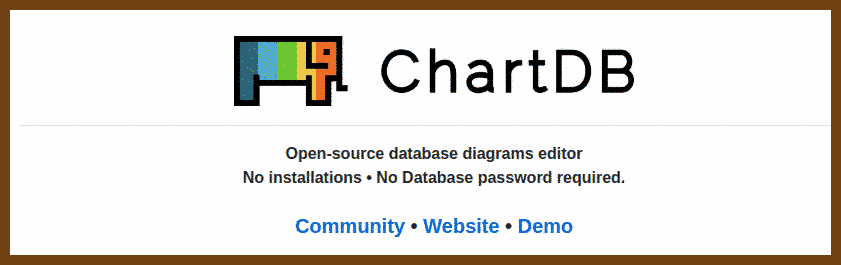 ChartDB
Open-source database diagrams editor
No installations • No Database password required.
Community • Website • Demo